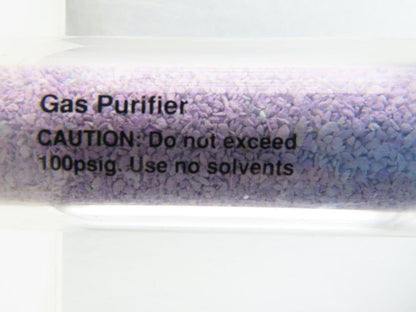 Gas Purifier
CAUTION: Do not exceed
100psig. Use no solvents